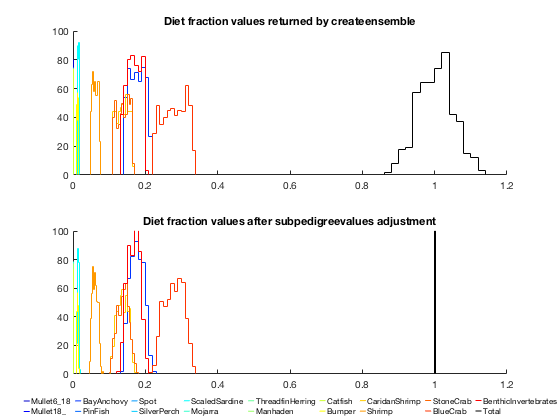 Diet fraction values returned by createensemble
100
80
60
40
20
0
0 0.2 0.4 0.6 0.8 1 1.2
Diet fraction values after subpedigreevalues adjustment
100
80
60
40
20
0
0 0.2 0.4 0.6 0.8 1 1.2
Mullet6_18 BayAnchovy Spot ScaledSardine ThreadfinHerring Catfish CaridanShrimp StoneCrab BenthicInvertebrates
Mullet18_ PinFish SilverPerch Mojarra Manhaden Bumper Shrimp BlueCrab Total